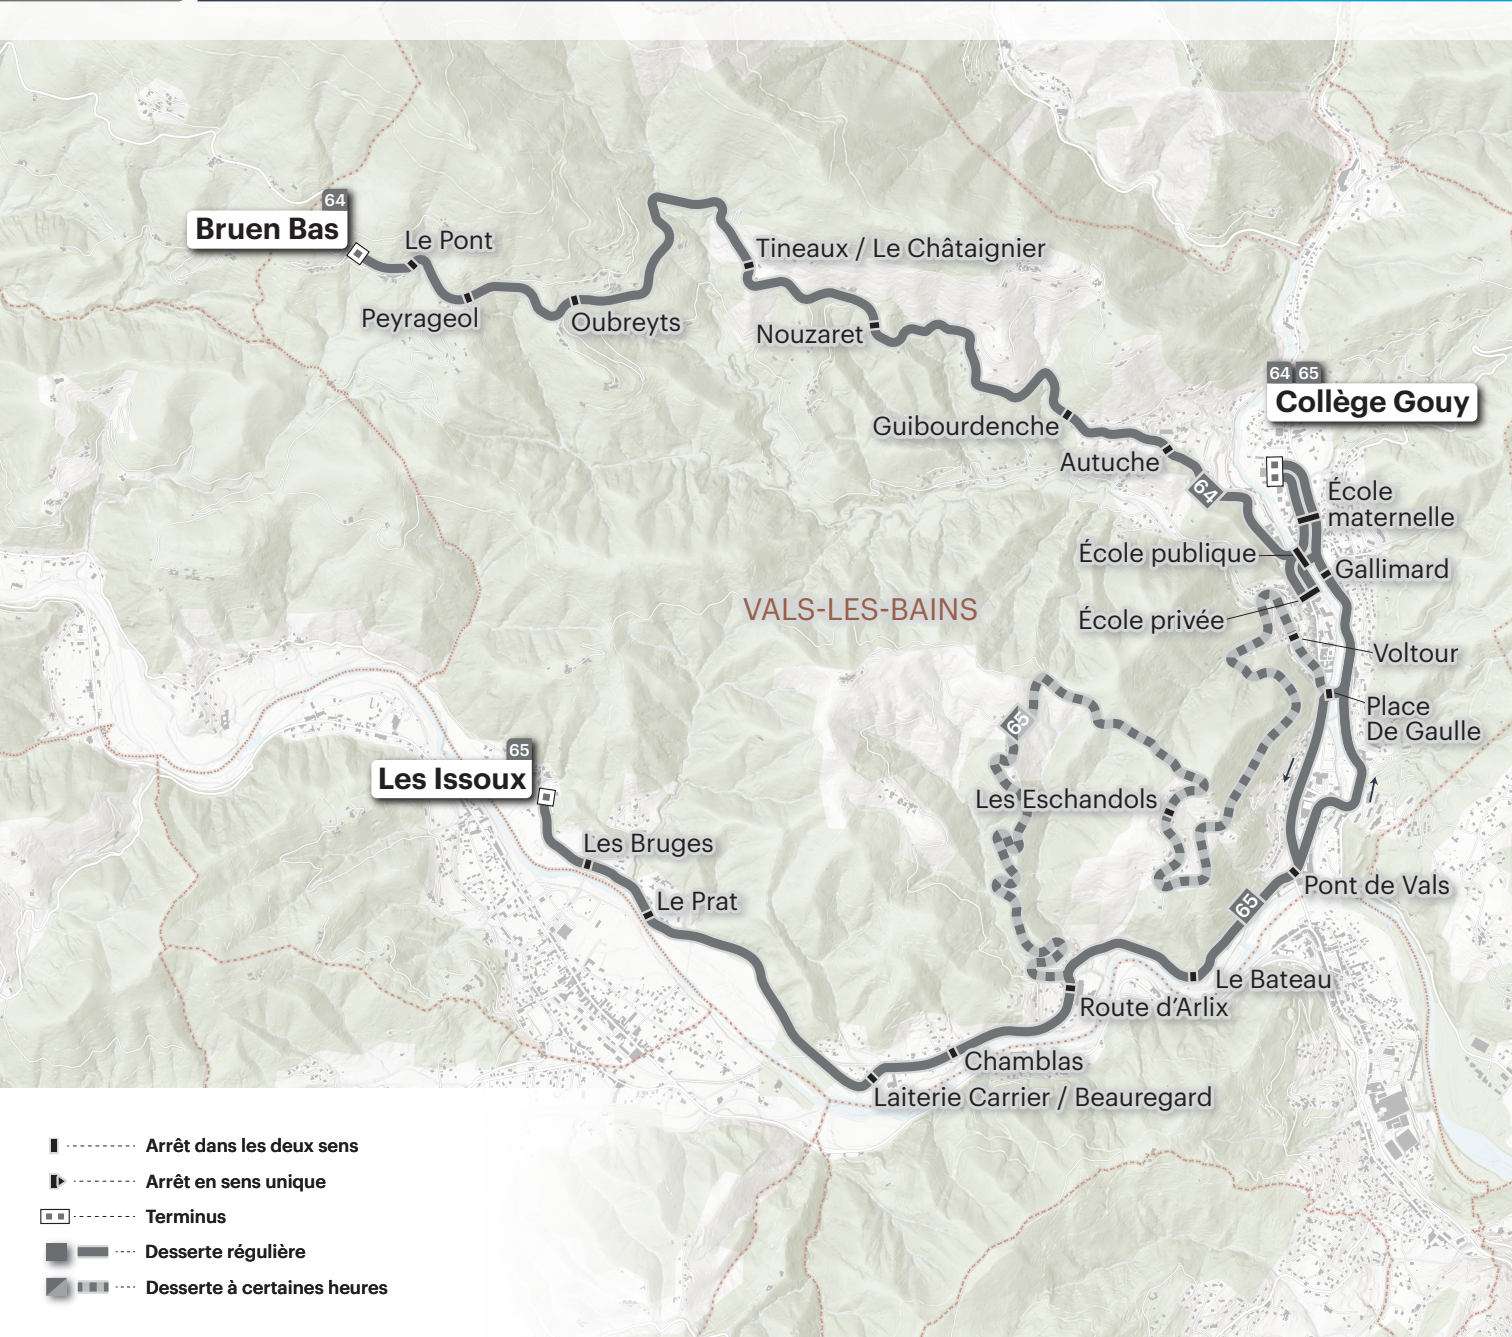 64
Bruen Bas
Le Pont
Peyrageol
Oubreyts
Tineaux / Le Châtaignier
Nouzaret
Guibourdenche
Autuche
64
64 65
Collège Gouy
École
maternelle
École publique
Gallimard
École privée
VALS-LES-BAINS
Voltour
Place
De Gaulle
65
Les Eschandols
65
Les Issoux
Les Bruges
Le Prat
Pont de Vals
65
Le Bateau
Route d’Arlix
Chamblas
Laiterie Carrier / Beauregard
Arrêt dans les deux sens
Arrêt en sens unique
Terminus
Desserte régulière
Desserte à certaines heures